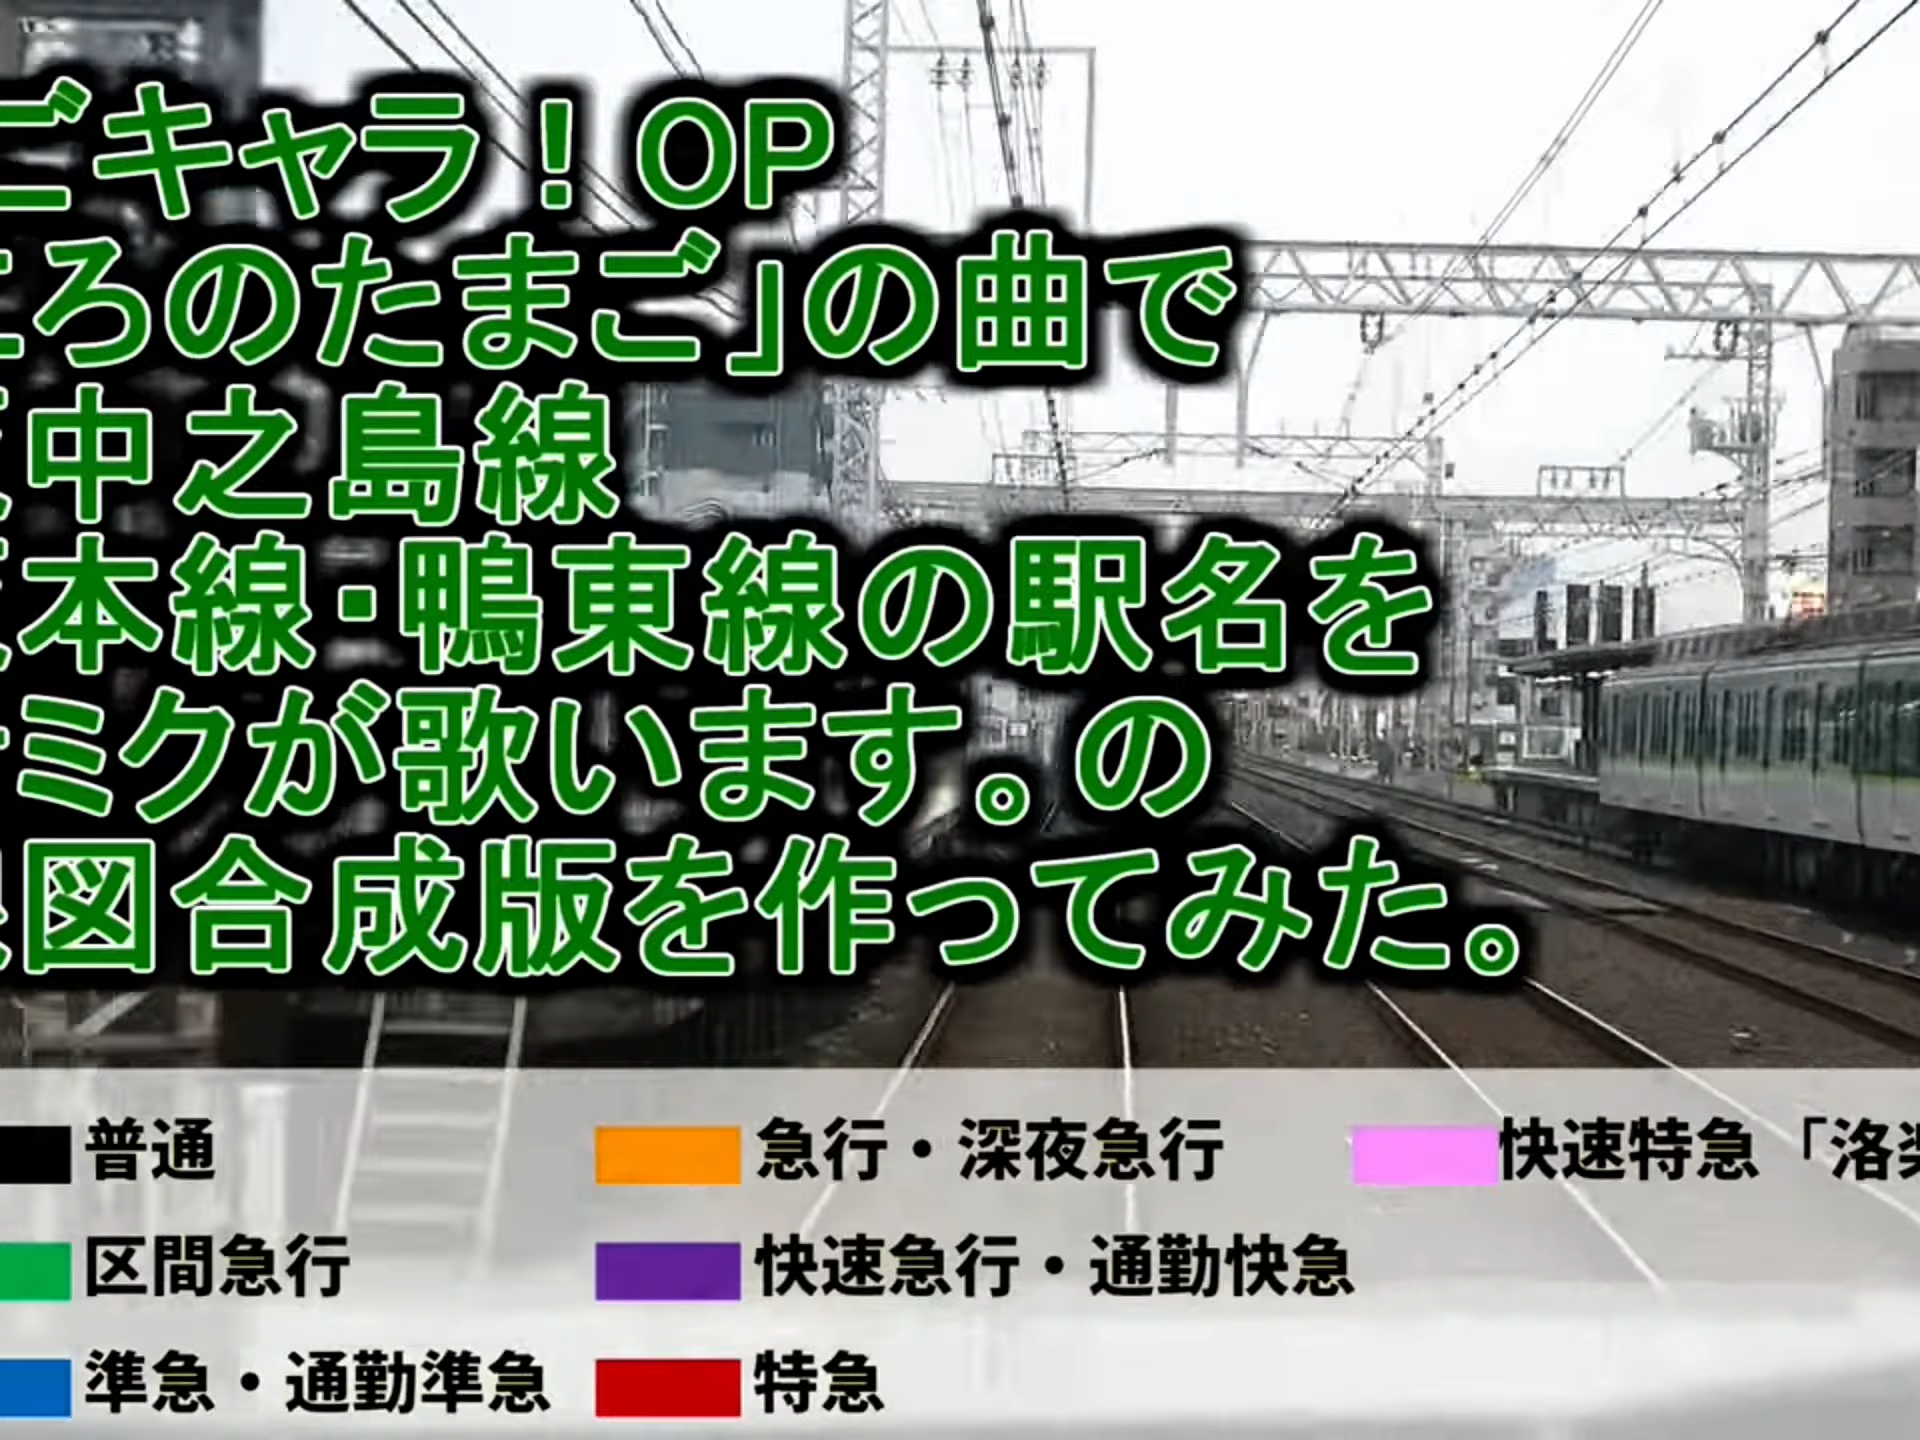 ごキャラ！OP
ころのたまご」の曲で
中之島線
本線・鴨東線の駅名を
ミクが歌います。の
図合成版を作ってみた。
普通
急行・深夜急行
快速特急「洛楽
区間急行
快速急行・通勤快急
準急・通勤準急
特急